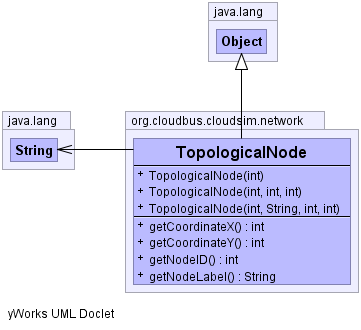 java.lang
Object
java.lang
String
org.cloudbus.cloudsim.network
TopologicalNode
+ TopologicalNode(int)
+ TopologicalNode(int, int, int)
+ TopologicalNode(int, String, int, int)
+ getCoordinateX() : int
+ getCoordinateY() : int
+ getNodeID() : int
+ getNodeLabel() : String
yWorks UML Doclet